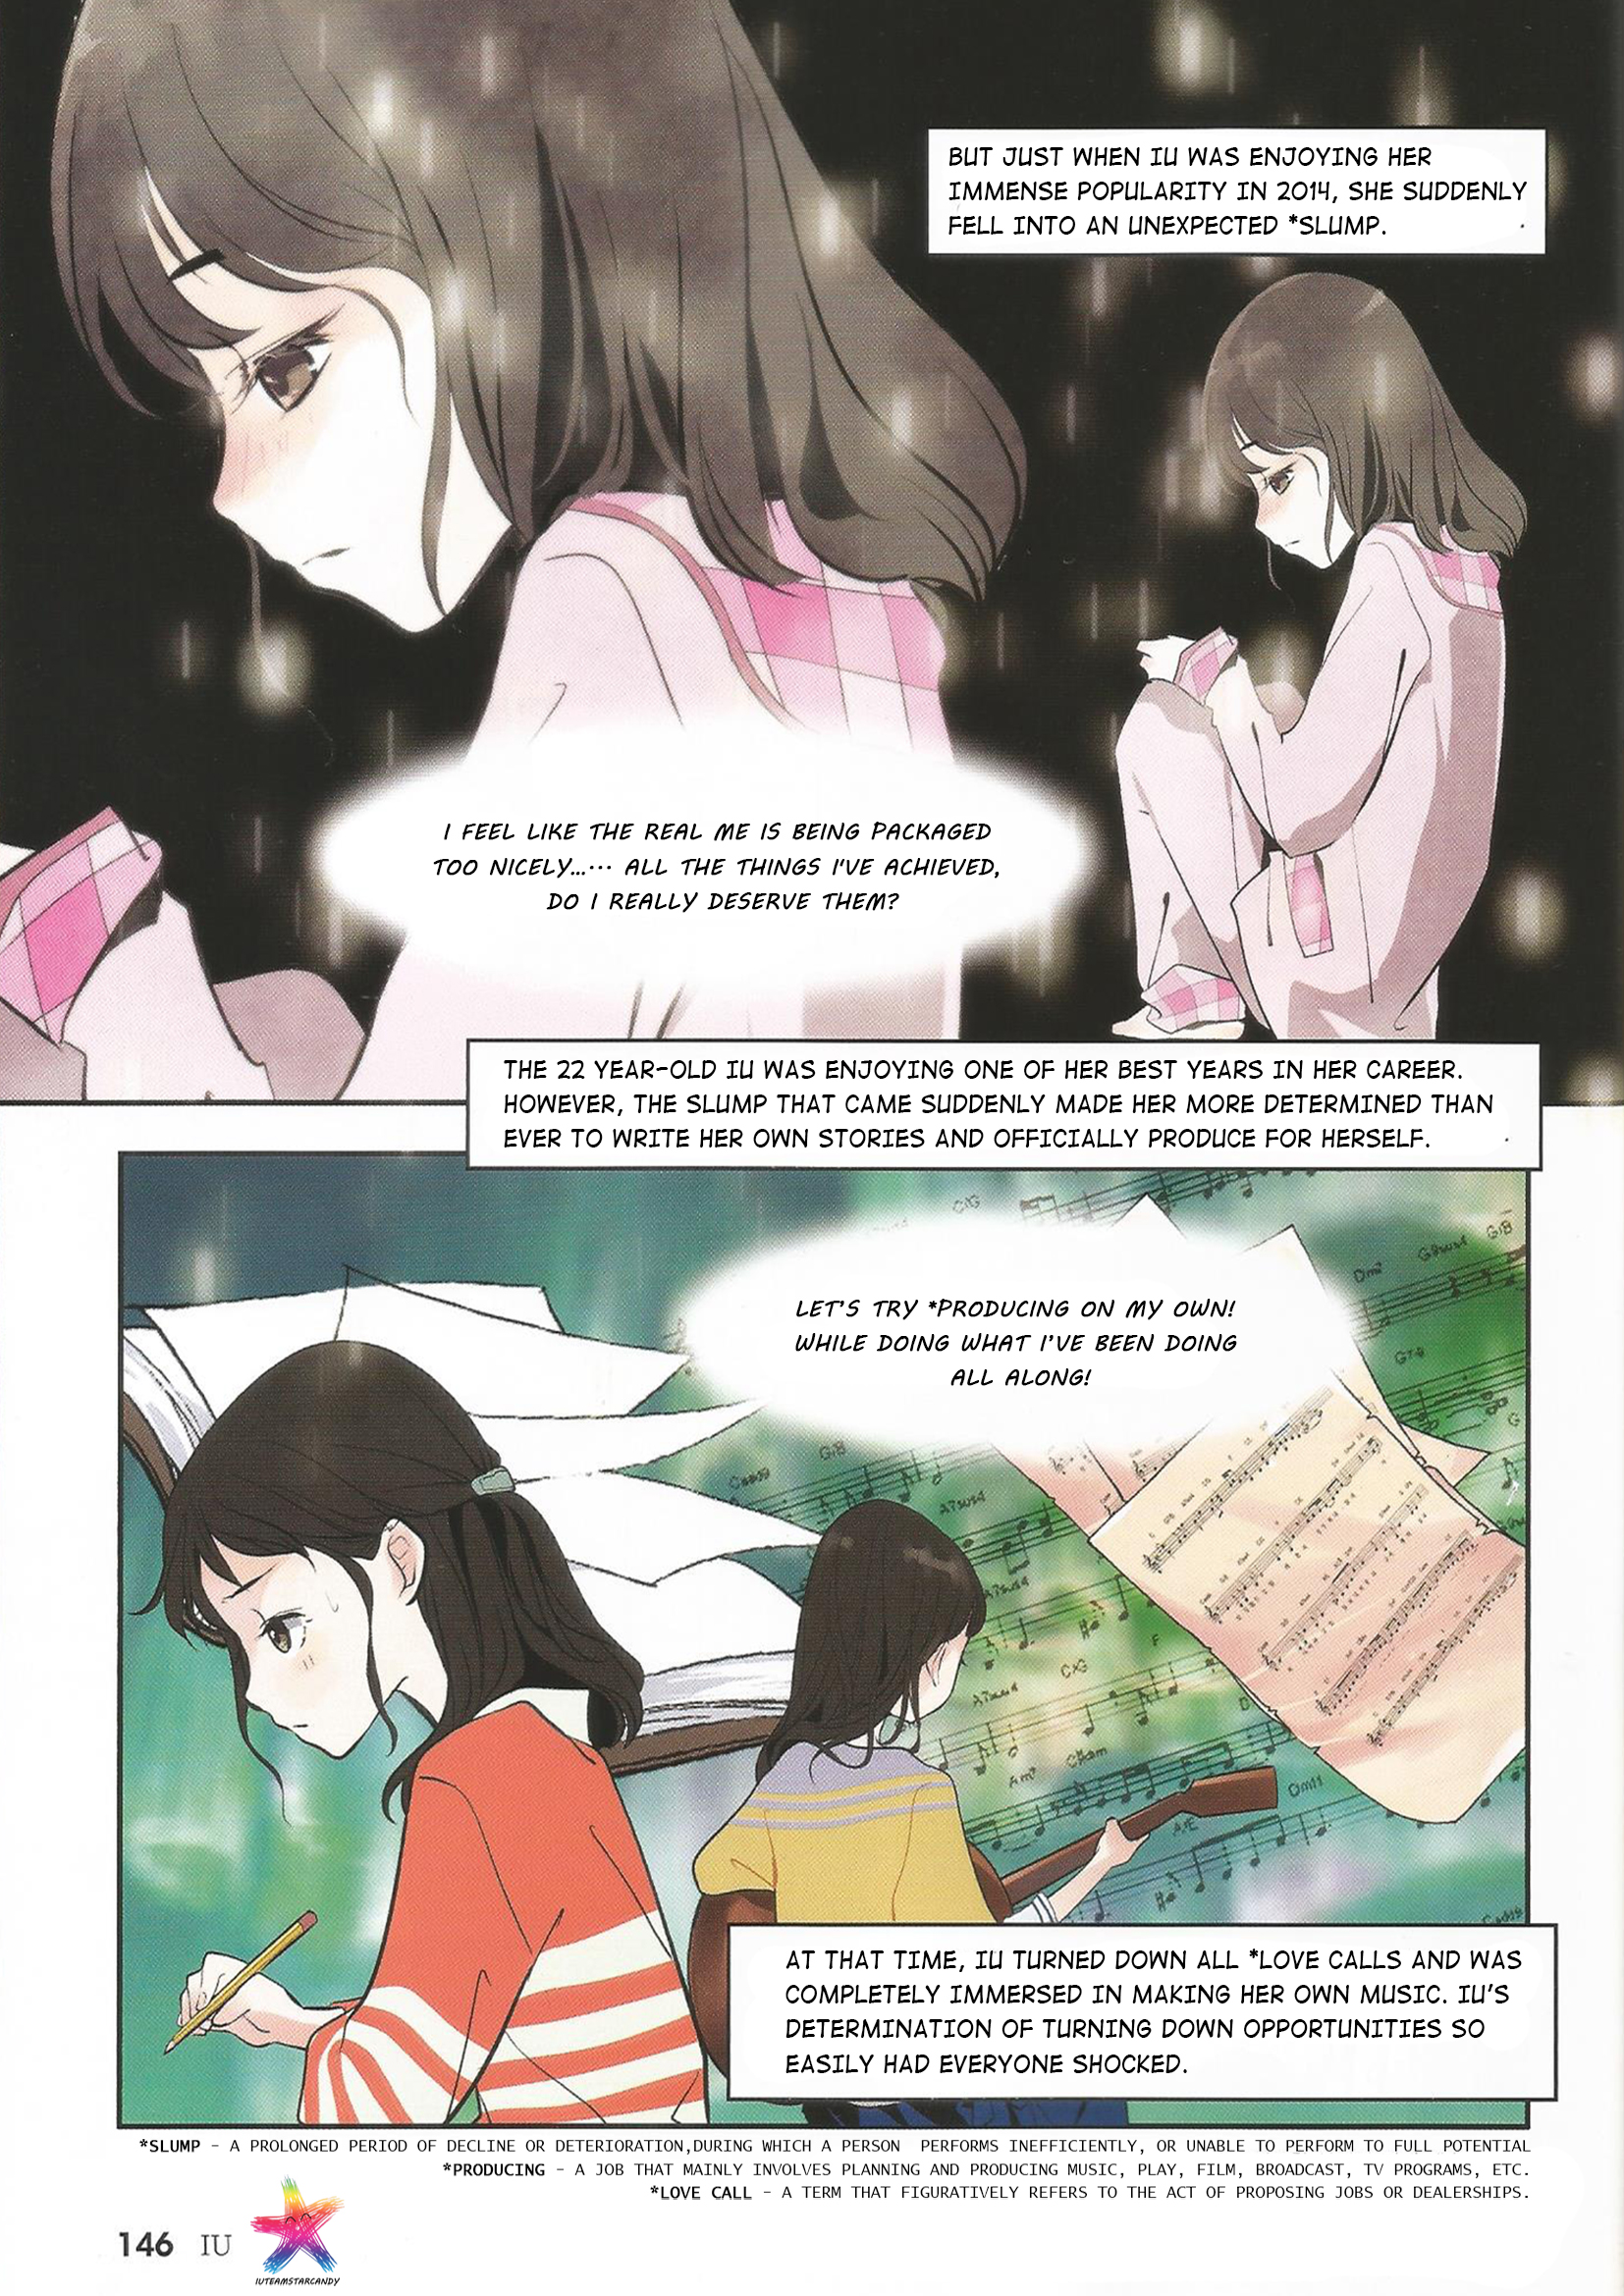 BUT JUST WHEN IU WAS ENJOYING HER
IMMENSE POPULARITY IN 2014, SHE SUDDENLY
FELL INTO AN UNEXPECTED *SLUMP.
I FEEL LIKE THE REAL ME IS BEING PACKAGED
TOO NICELY...… ALL THE THINGS I'VE ACHIEVED,
DO I REALLY DESERVE THEM?
THE 22 YEAR-OLD IU WAS ENJOYING ONE OF HER BEST YEARS IN HER CAREER.
HOWEVER, THE SLUMP THAT CAME SUDDENLY MADE HER MORE DETERMINED THAN
EVER TO WRITE HER OWN STORIES AND OFFICIALLY PRODUCE FOR HERSELF.
LET'S TRY *PRODUCING ON MY OWN!
WHILE DOING WHAT I'VE BEEN DOING
ALL ALONG!
AT THAT TIME, IU TURNED DOWN ALL *LOVE CALLS AND WAS
COMPLETELY IMMERSED IN MAKING HER OWN MUSIC. IU'S
DETERMINATION OF TURNING DOWN OPPORTUNITIES SO
EASILY HAD EVERYONE SHOCKED.
*SLUMP - A PROLONGED PERIOD OF DECLINE OR DETERIORATION,DURING WHICH A PERSON PERFORMS INEFFICIENTLY, OR UNABLE TO PERFORM TO FULL POTENTIAL
*PRODUCING - A JOB THAT MAINLY INVOLVES PLANNING AND PRODUCING MUSIC, PLAY, FILM, BROADCAST, TV PROGRAMS, ETC.
*LOVE CALL - A TERM THAT FIGURATIVELY REFERS TO THE ACT OF PROPOSING JOBS OR DEALERSHIPS.
146 IU
IUTEAMSTARCANDY